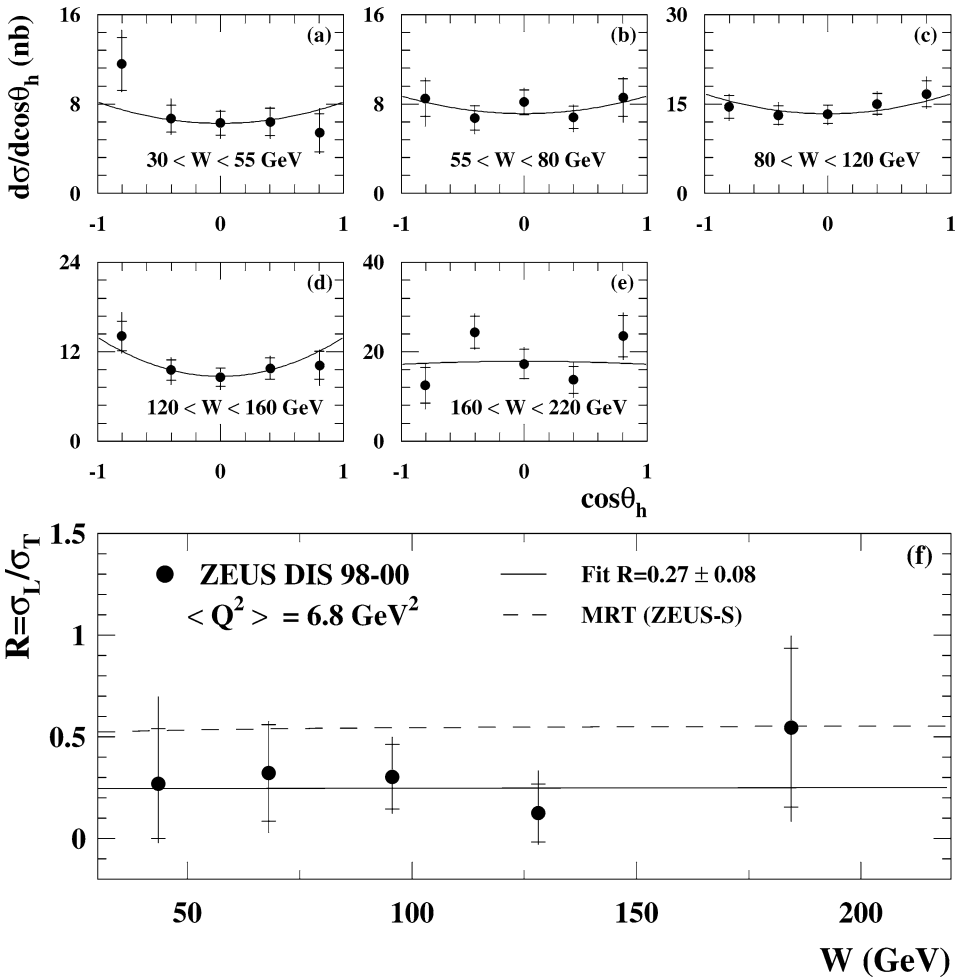 dσ/dcosθh (nb)
16
8
0
(a)
30 < W < 55 GeV
-1 0 1
16
8
0
(b)
55 < W < 80 GeV
-1 0 1
30
15
0
(c)
80 < W < 120 GeV
-1 0 1
24
12
0
(d)
120 < W < 160 GeV
-1 0 1
40
20
0
(e)
160 < W < 220 GeV
-1 0 1
cosθh
R=σL/σT
1.5
1
0.5
0
(f)
ZEUS DIS 98-00
< Q2 > = 6.8 GeV2
Fit R=0.27 ± 0.08
MRT (ZEUS-S)
50 100 150 200
W (GeV)